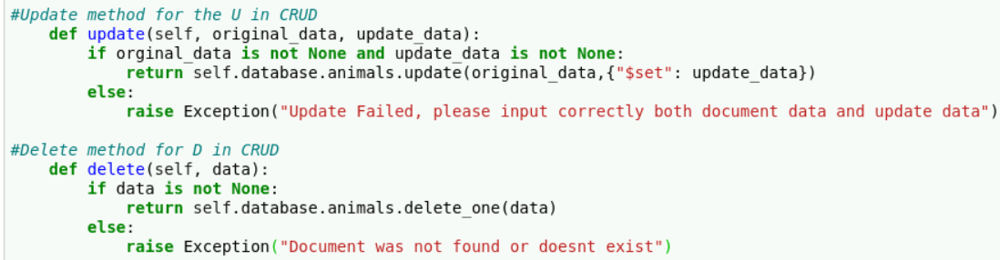 #Update method for the U in CRUD
    def update(self, original_data, update_data):
        if orginal_data is not None and update_data is not None:
            return self.database.animals.update(original_data,{"$set": update_data})
        else:
            raise Exception("Update Failed, please input correctly both document data and update data")
#Delete method for D in CRUD
    def delete(self, data):
        if data is not None:
            return self.database.animals.delete_one(data)
        else:
            raise Exception("Document was not found or doesnt exist")